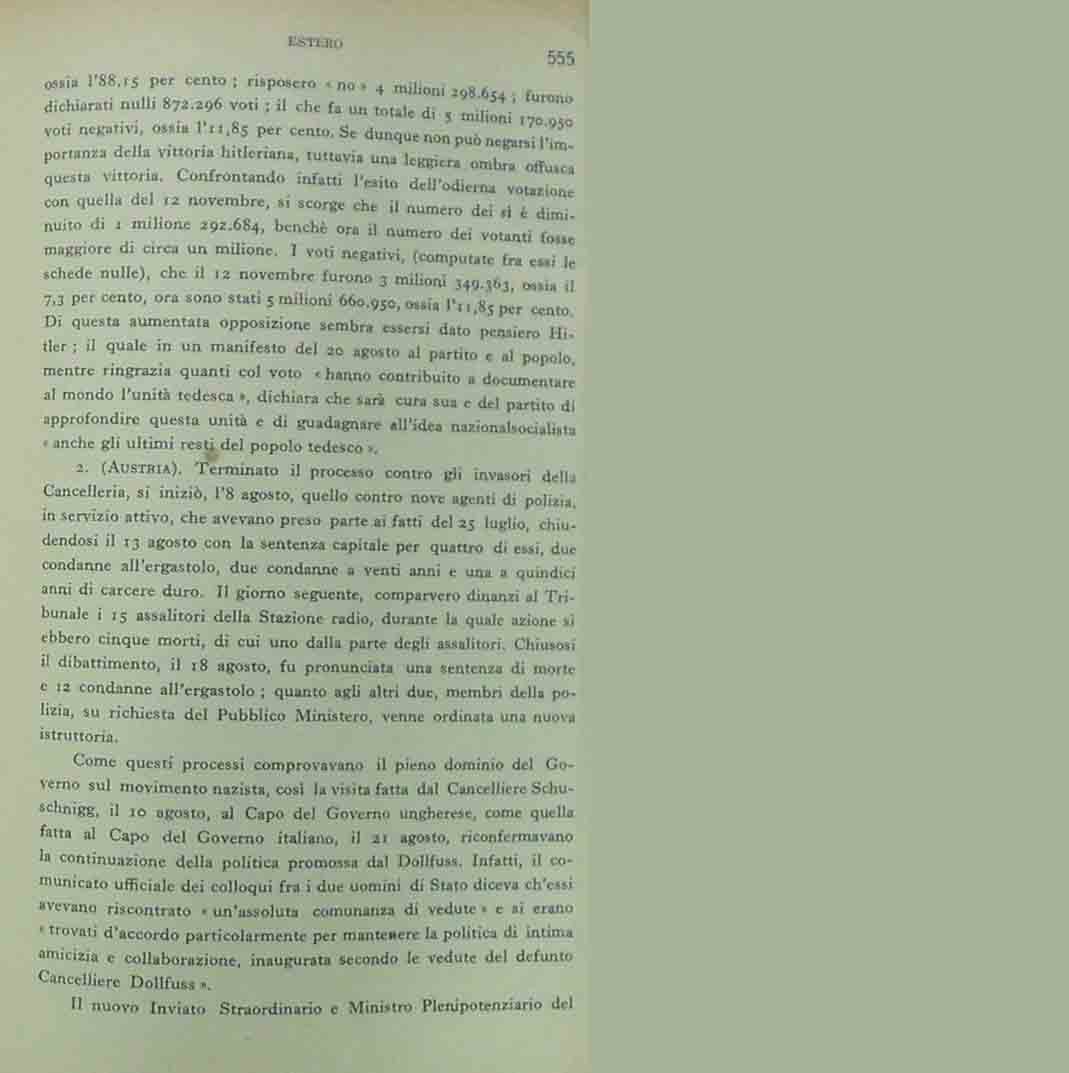 ESTERO
555
ossia l'88,15 per cento ; risposero « no » 4 milioni 298.654 ; furono
dichiarati nulli 872.296 voti ; il che fa un totale di 5 milioni 170.950
voti negativi, ossia l'11,85 per cento. Se dunque non può negarsi l'im-
portanza della vittoria hitleriana, tuttavia una leggiera ombra offusca
questa vittoria. Confrontando infatti l'esito dell'odierna votazione
con quella del 12 novembre, si scorge che il numero dei sì è dimi-
nuito di 1 milione 292.684, benchè ora il numero dei votanti fosse
maggiore di circa un milione. I voti negativi, (computate fra essi le
schede nulle), che il 12 novembre furono 3 milioni 349.363, ossia il
7,3 per cento, ora sono stati 5 milioni 660.950, ossia l'11,85 per cento.
Di questa aumentata opposizione sembra essersi dato pensiero Hi-
tler ; il quale in un manifesto del 20 agosto al partito e al popolo,
mentre ringrazia quanti col voto « hanno contribuito a documentare
al mondo l'unità tedesca », dichiara che sarà cura sua e del partito di
approfondire questa unità e di guadagnare all'idea nazionalsocialista
« anche gli ultimi resti del popolo tedesco ».
2. (AUSTRIA). Terminato il processo contro gli invasori della
Cancelleria, si iniziò, l'8 agosto, quello contro nove agenti di polizia,
in servizio attivo, che avevano preso parte ai fatti del 25 luglio, chiu-
dendosi il 13 agosto con la sentenza capitale per quattro di essi, due
condanne all'ergastolo, due condanne a venti anni e una a quindici
anni di carcere duro. Il giorno seguente, comparvero dinanzi al Tri-
bunale i 15 assalitori della Stazione radio, durante la quale azione si
ebbero cinque morti, di cui uno dalla parte degli assalitori. Chiusosi
il dibattimento, il 18 agosto, fu pronunciata una sentenza di morte
e 12 condanne all'ergastolo ; quanto agli altri due, membri della po-
lizia, su richiesta del Pubblico Ministero, venne ordinata una nuova
istruttoria.
Come questi processi comprovavano il pieno dominio del Go-
verno sul movimento nazista, così la visita fatta dal Cancelliere Schu-
schnigg, il 10 agosto, al Capo del Governo ungherese, come quella
fatta al Capo del Governo italiano, il 21 agosto, riconfermavano
la continuazione della politica promossa dal Dollfuss. Infatti, il co-
municato ufficiale dei colloqui fra i due uomini di Stato diceva ch'essi
avevano riscontrato « un'assoluta comunanza di vedute » e si erano
« trovati d'accordo particolarmente per mantenere la politica di intima
amicizia e collaborazione, inaugurata secondo le vedute del defunto
Cancelliere Dollfuss ».
Il nuovo Inviato Straordinario e Ministro Plenipotenziario del